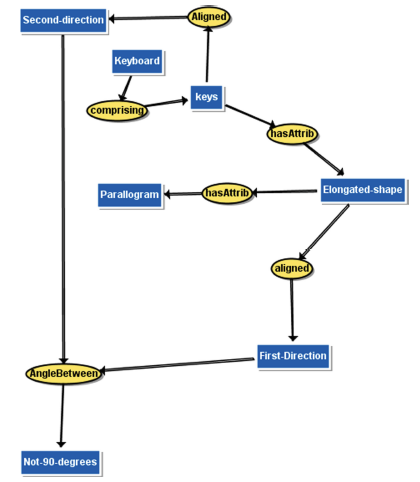 Aligned
Second-direction
Keyboard
keys
comprising
hasAttrib
Elongated-shape
hasAttrib
Parallogram
aligned
First-Direction
AngleBetween
Not-90-degrees